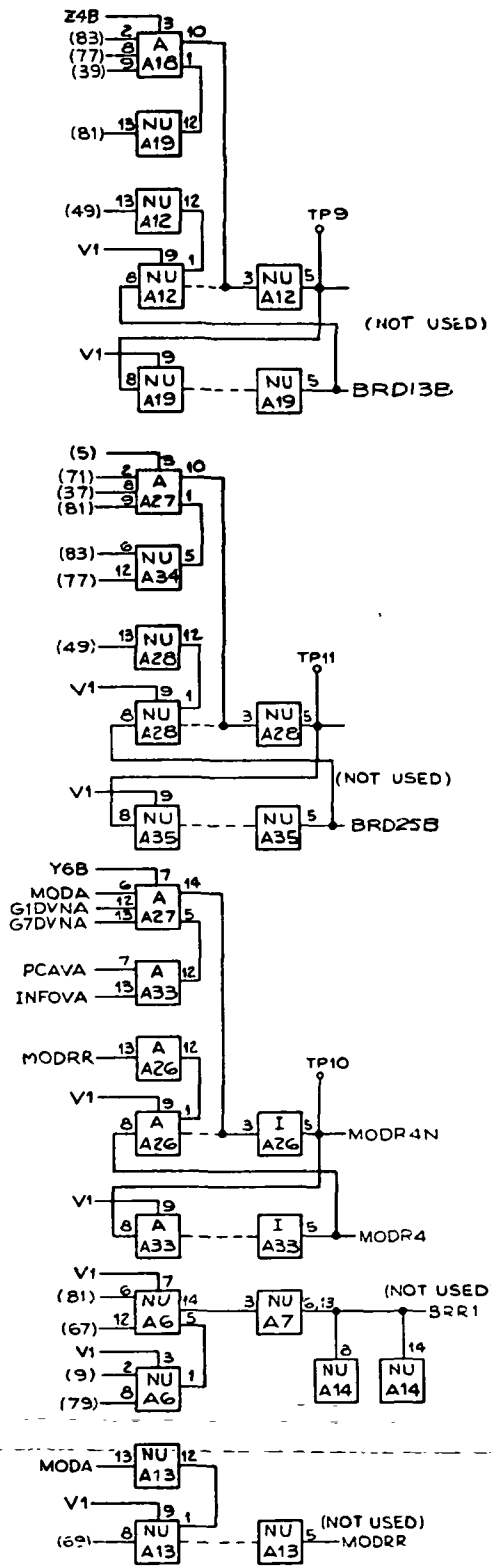 Z4B
3
(83) 2 A 10
(77) 8
(39) 9 A18 1
(81) 13 NU 12
A19
(49) 13 NU 12
A12
V1 9 1 TP9
8 NU 3 NU 5
A12 A12
(NOT USED)
V1 9
8 NU NU 5 BRD13B
A19 A19
(5) 3
(71) 2 A 10
(37) 8
(81) 9 A27 1
(83) 6 NU 5
(77) 12 A34
(49) 13 NU 12
A28 TP11
V1 9 1
8 NU 3 NU 5
A28 A28
(NOT USED)
V1 9
8 NU NU 5 BRD25B
A35 A35
Y6B 7
MODA 6 A 14
G1DVNA 12
G7DVNA 13 A27 5
PCAVA 7 A 12
INFOVA 13 A33
MODRR 13 A 12
A26 TP10
V1 9 1
8 A 3 I 5 MODR4N
A26 A26
V1 9
8 A I 5 MODR4
A33 A33
V1 7
(81) 6 NU 14 3 NU 6,13 (NOT USED)
(67) 12 A6 5 A7 BRR1
V1 3 8 14
(9) 2 NU 1 NU NU
(79) 8 A6 A14 A14
MODA 13 NU 12
A13
V1 9 1 (NOT USED)
(69) 8 NU NU 5 MODRR
A13 A13